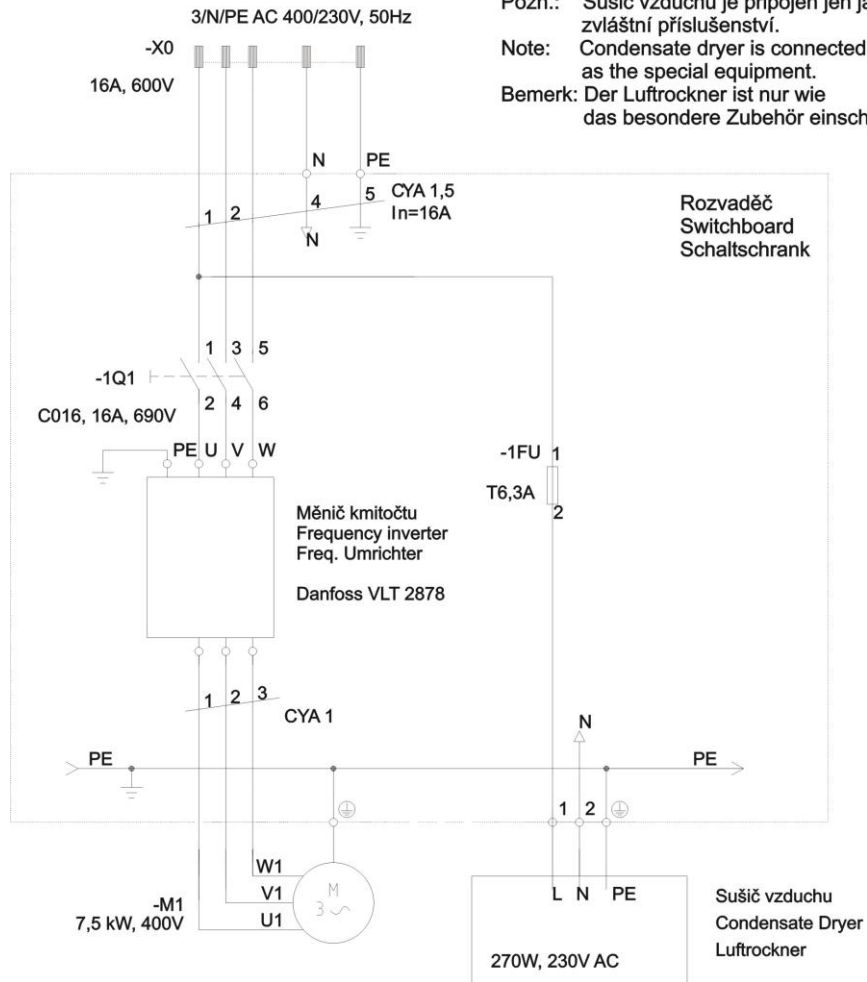 3/N/PE AC 400/230V, 50Hz
Pozn.: Sušič vzduchu je připojen jen
zvláštní příslušenství.
Note: Condensate dryer is connected
as the special equipment.
Bemerk: Der Luftrockner ist nur wie
das besondere Zubehör
-X0
16A, 600V
N PE
1 2 4 5 CYA 1,5
In=16A
N
Rozvaděč
Switchboard
Schaltschrank
1 3 5
-1Q1
2 4 6
C016, 16A, 690V
PE U V W
-1FU 1
T6,3A
2
Měnič kmitočtu
Frequency inverter
Freq. Umrichter
Danfoss VLT 2878
1 2 3
CYA 1
N
PE PE
1 2
W1
V1
U1
M
3
-M1
7,5 kW, 400V
L N PE
270W, 230V AC
Sušič vzduchu
Condensate Dryer
Luftrockner